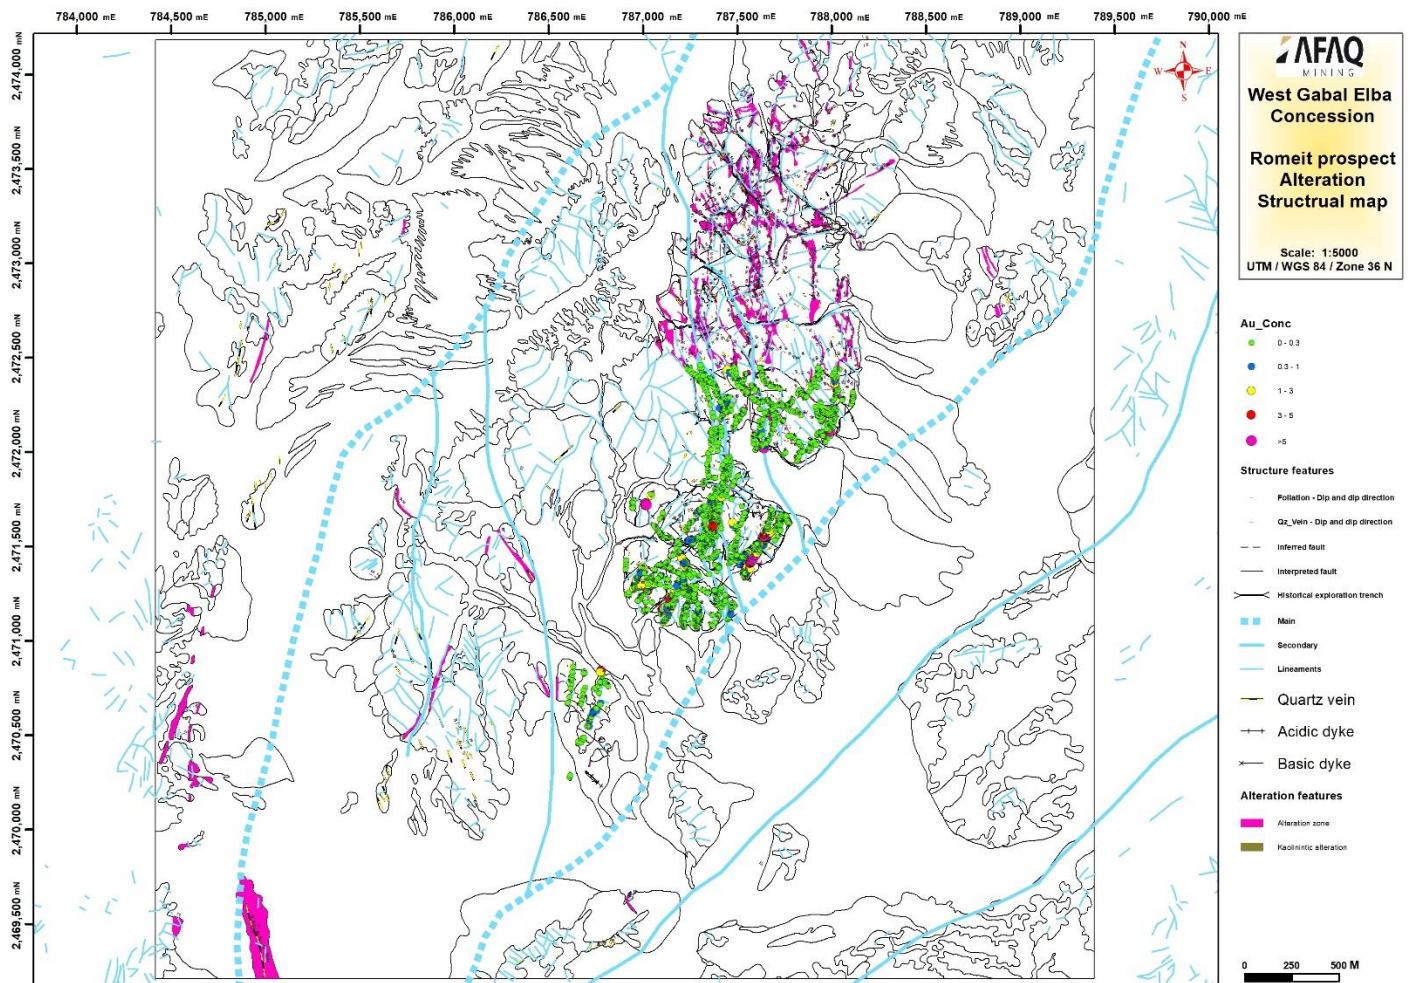 784,000 mE 784,500 mE 785,000 mE 785,500 mE 786,000 mE 786,500 mE 787,000 mE 787,500 mE 788,000 mE 788,500 mE 789,000 mE 789,500 mE 790,000 mE
2,474,000 mN
2,473,500 mN
2,473,000 mN
2,472,500 mN
2,472,000 mN
2,471,500 mN
2,471,000 mN
2,470,500 mN
2,470,000 mN
2,469,500 mN
N
W E
S
AFAQ
MINING
West Gabal Elba
Concession
Romeit prospect
Alteration
Structrual map
Scale: 1:5000
UTM / WGS 84 / Zone 36 N
Au_Conc
0 - 0.3
0.3 - 1
1 - 3
3 - 5
>5
Structure features
Foliation - Dip and dip direction
Qz_Vein - Dip and dip direction
Inferred fault
Interpreted fault
Historical exploration trench
Main
Secondary
Lineaments
Quartz vein
Acidic dyke
Basic dyke
Alteration features
Alteration zone
Kaolinintic alteration
0 250 500 M